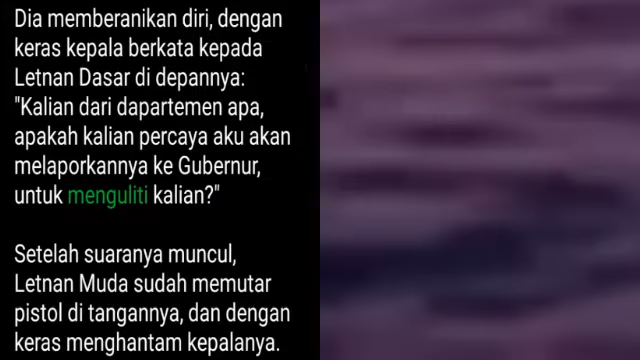 Dia memberanikan diri, dengan
keras kepala berkata kepada
Letnan Dasar di depannya:
"Kalian dari dapartemen apa,
apakah kalian percaya aku akan
melaporkannya ke Gubernur,
untuk menguliti kalian?"
Setelah suaranya muncul,
Letnan Muda sudah memutar
pistol di tangannya, dan dengan
keras menghantam kepalanya.